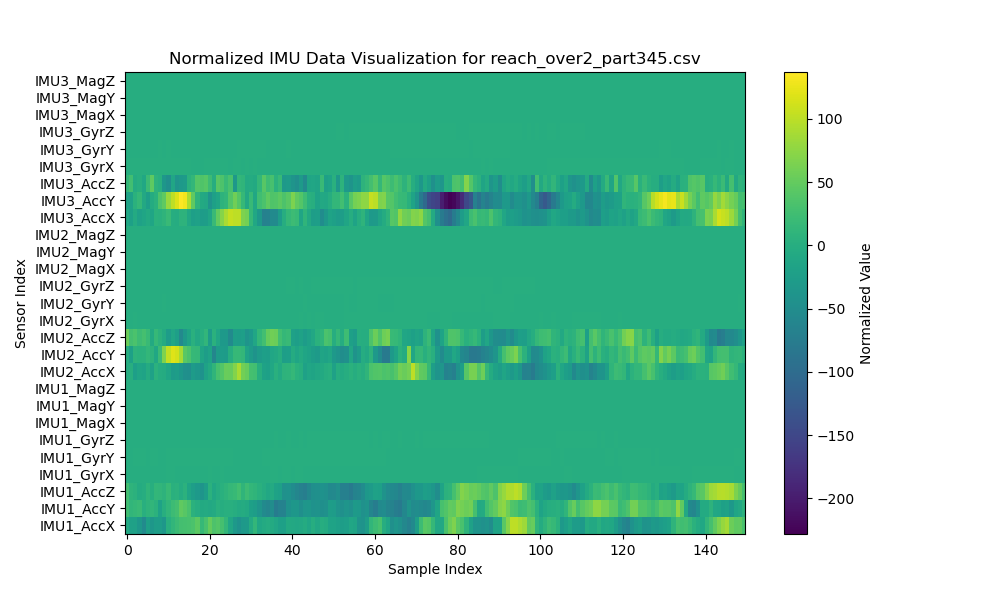 Normalized IMU Data Visualization for reach_over2_part345.csv
IMU3_MagZ
IMU3_MagY
IMU3_MagX
IMU3_GyrZ
IMU3_GyrY
IMU3_GyrX
IMU3_AccZ
IMU3_AccY
IMU3_AccX
IMU2_MagZ
IMU2_MagY
IMU2_MagX
IMU2_GyrZ
IMU2_GyrY
IMU2_GyrX
IMU2_AccZ
IMU2_AccY
IMU2_AccX
IMU1_MagZ
IMU1_MagY
IMU1_MagX
IMU1_GyrZ
IMU1_GyrY
IMU1_GyrX
IMU1_AccZ
IMU1_AccY
IMU1_AccX
Sensor Index
0 20 40 60 80 100 120 140
Sample Index
100
50
0
−50
−100
−150
−200
Normalized Value